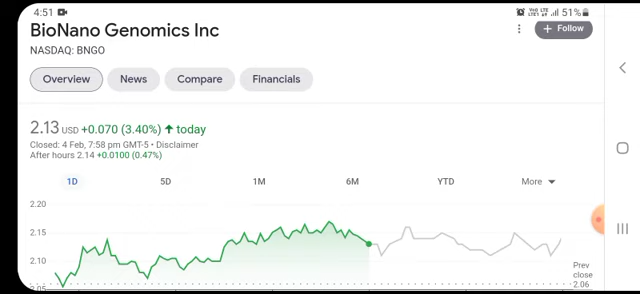 4:51
51%
BioNano Genomics Inc
+ Follow
NASDAQ: BNGO
Overview
News
Compare
Financials
2.13 USD +0.070 (3.40%) ↑ today
Closed: 4 Feb, 7:58 pm GMT-5 • Disclaimer
After hours 2.14 +0.0100 (0.47%)
1D
5D
1M
6M
YTD
More
2.20
2.15
2.10
2.05
Prev
close
2.06